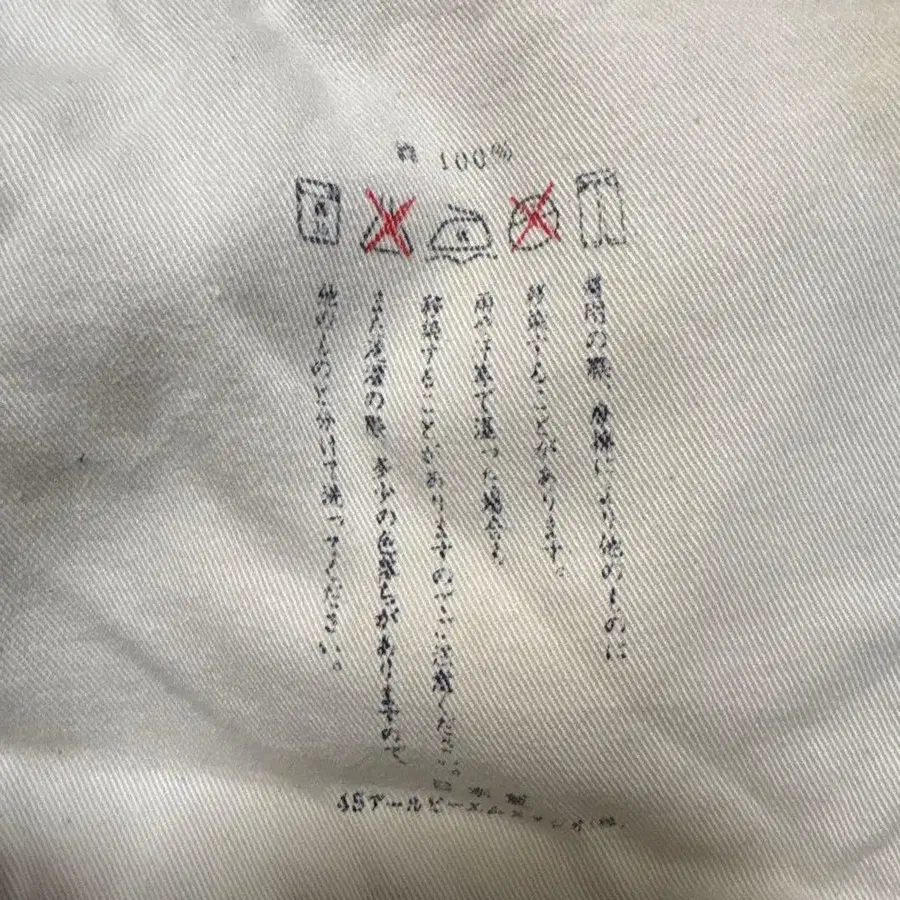 100%
着用の際、摩擦により他のものに
移染することがあります。
雨や汗等で湿った場合も
移染することがありますのでご注意ください。
また洗濯の際、多少の色落ちがありますので
他のものと分けて洗ってください。
45アールピーエムスタジオ